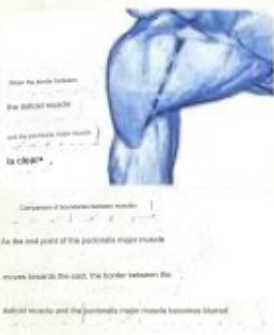 When the border between
the deltoid muscle
and the pectoralis major muscle
is clear*
Comparison of boundaries between muscles
As the end point of the pectoralis major muscle
moves towards the east, the border between the
deltoid muscle and the pectoralis major muscle becomes blurred